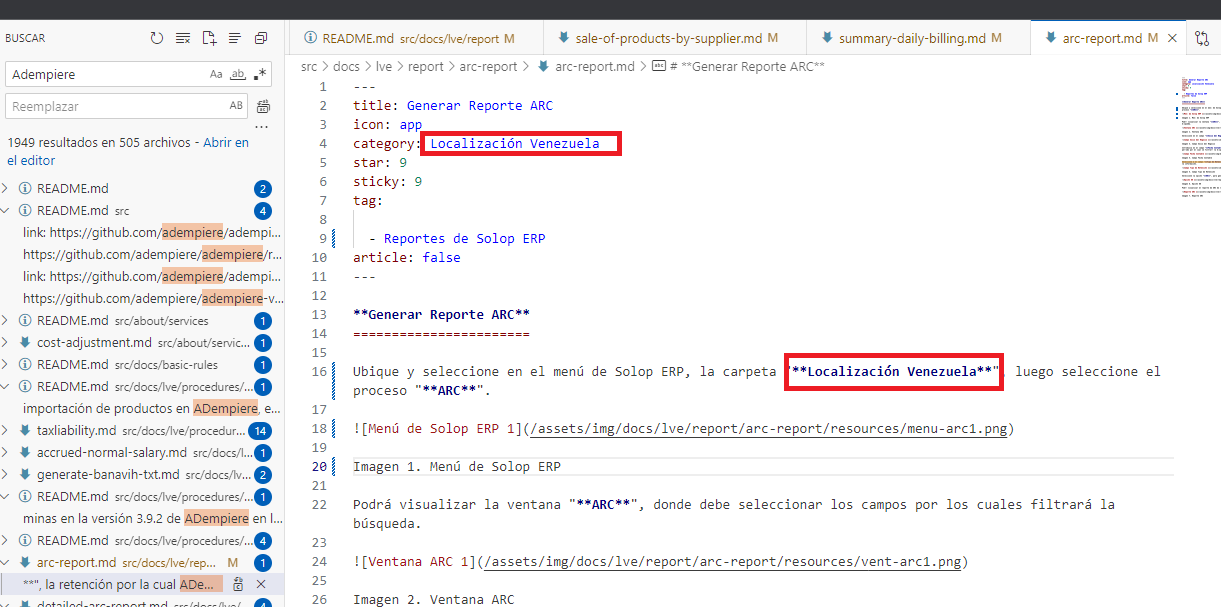 BUSCAR
Adempiere
Aa ab, .*
Reemplazar
AB
1949 resultados en 505 archivos - Abrir en
el editor
README.md 2
README.md src 4
link: https://github.com/adempiere/adempi...
https://github.com/adempiere/adempiere/r...
link: https://github.com/adempiere/adempi...
https://github.com/adempiere/adempiere-v...
README.md src/about/services 1
cost-adjustment.md src/about/servic... 1
README.md src/docs/basic-rules 1
README.md src/docs/lve/procedures/... 1
importación de productos en ADempiere, e...
taxliability.md src/docs/lve/procedur... 14
accrued-normal-salary.md src/docs/l... 1
generate-banavih-txt.md src/docs/lv... 2
README.md src/docs/lve/procedures/... 1
minas en la versión 3.9.2 de ADempiere en l...
README.md src/docs/lve/procedures/... 4
arc-report.md src/docs/lve/rep... M 1
**", la retención por la cual ADe...
detailed-arc-report.md src/docs/lve/ 4
README.md src/docs/lve/report M
sale-of-products-by-supplier.md M
summary-daily-billing.md M
arc-report.md M
src > docs > lve > report > arc-report > arc-report.md > abc # **Generar Reporte ARC**
1 ---
2 title: Generar Reporte ARC
3 icon: app
4 category: Localización Venezuela
5 star: 9
6 sticky: 9
7 tag:
8
9 - Reportes de Solop ERP
10 article: false
11 ---
12
13 **Generar Reporte ARC**
14 =======================
15
16 Ubique y seleccione en el menú de Solop ERP, la carpeta "**Localización Venezuela**", luego seleccione el
proceso "**ARC**".
17
18 ![Menú de Solop ERP 1](/assets/img/docs/lve/report/arc-report/resources/menu-arc1.png)
19
20 Imagen 1. Menú de Solop ERP
21
22 Podrá visualizar la ventana "**ARC**", donde debe seleccionar los campos por los cuales filtrará la
búsqueda.
23
24 ![Ventana ARC 1](/assets/img/docs/lve/report/arc-report/resources/vent-arc1.png)
25
26 Imagen 2. Ventana ARC